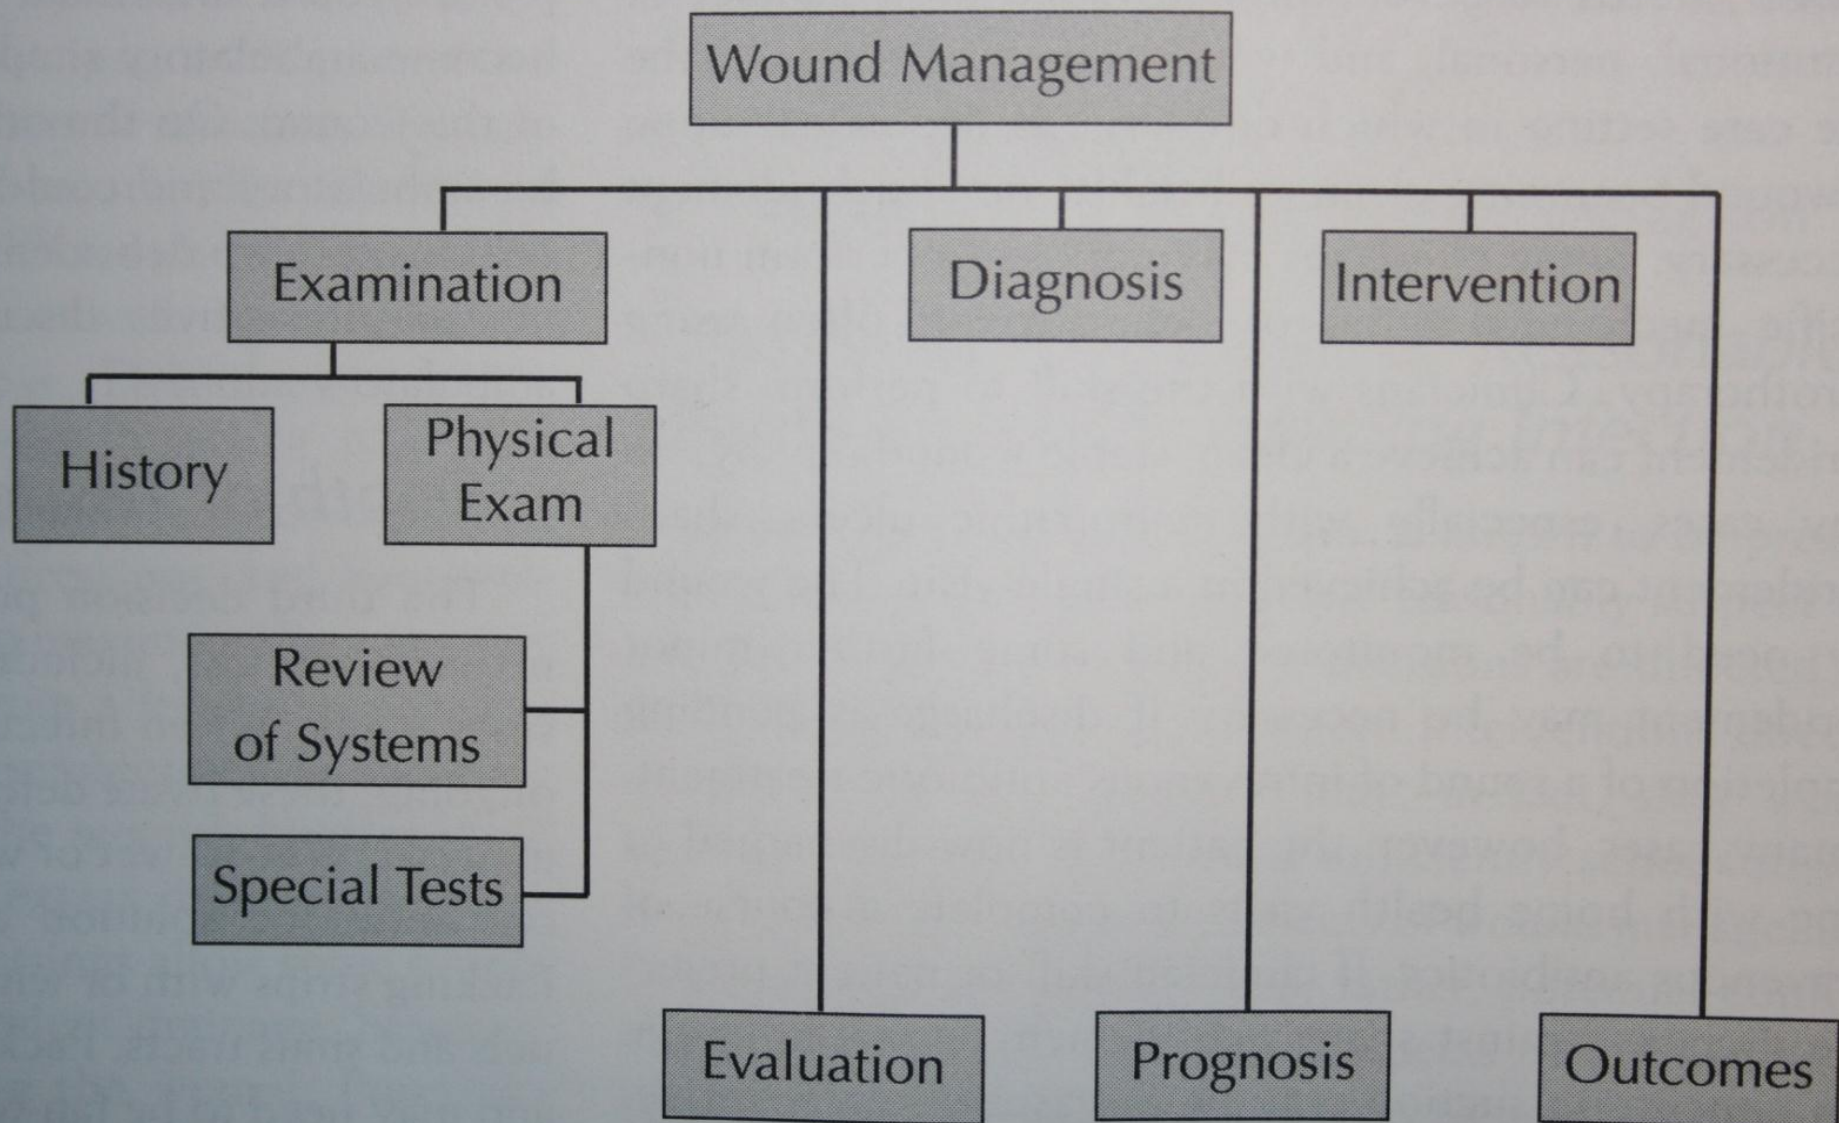 Wound Management
Examination
Diagnosis
Intervention
History
Physical
Exam
Review
of Systems
Special Tests
Evaluation
Prognosis
Outcomes